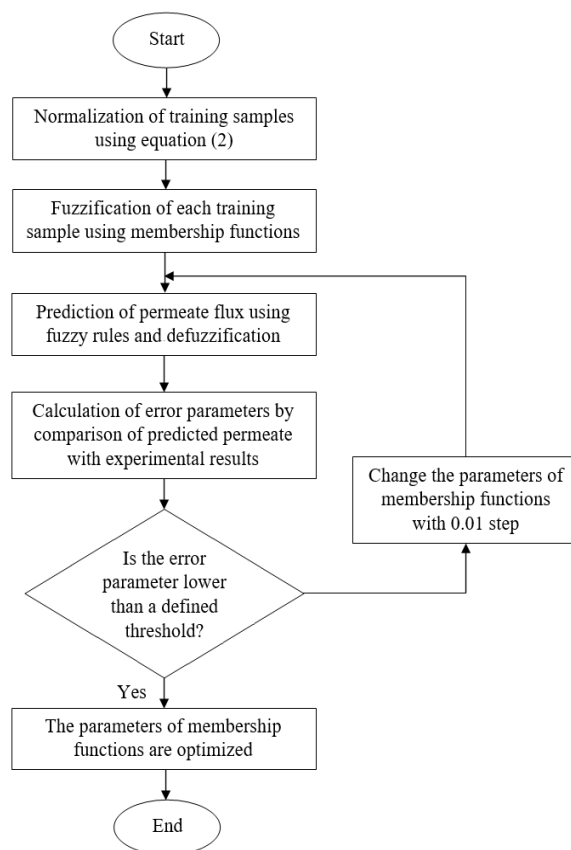 Start
Normalization of training samples
using equation (2)
Fuzzification of each training
sample using membership functions
Prediction of permeate flux using
fuzzy rules and defuzzification
Calculation of error parameters by
comparison of predicted permeate
with experimental results
Change the parameters of
membership functions
with 0.01 step
Is the error
parameter lower
than a defined
threshold?
Yes
The parameters of membership
functions are optimized
End